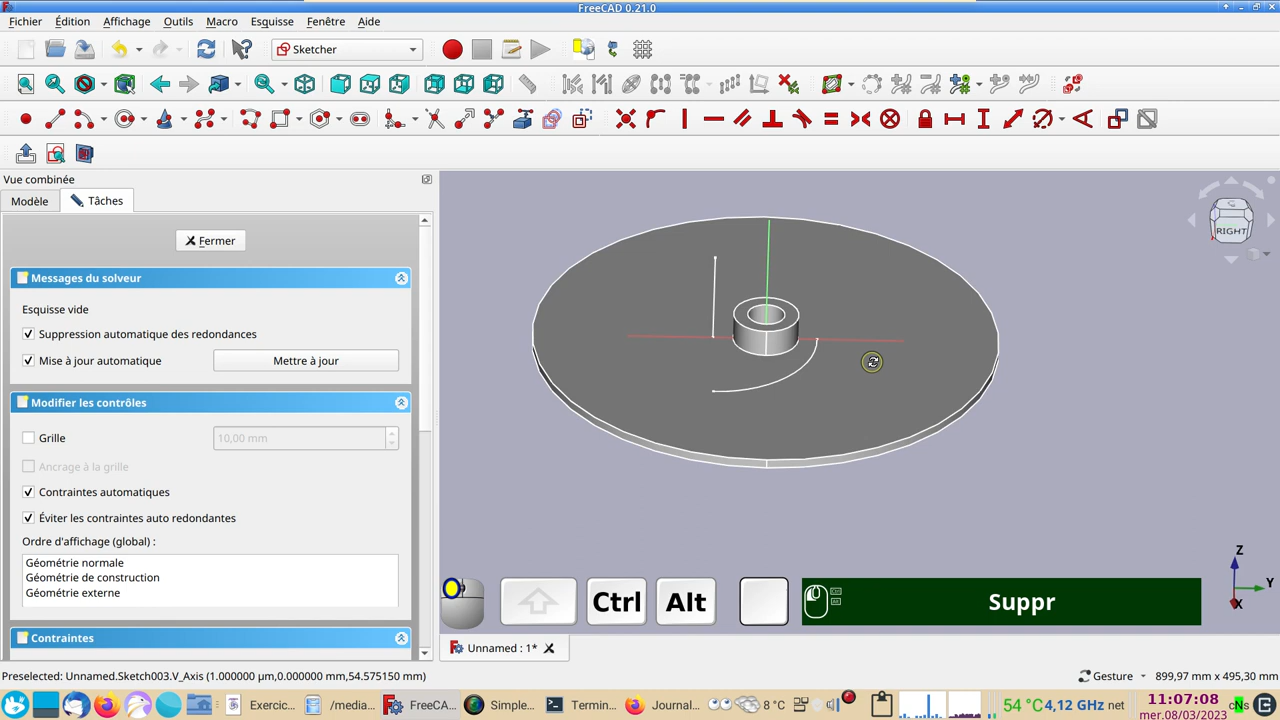 FreeCAD 0.21.0
Fichier Édition Affichage Outils Macro Esquisse Fenêtre Aide
Sketcher
Vue combinée
Modèle Tâches
Fermer
Messages du solveur
Esquisse vide
Suppression automatique des redondances
Mise à jour automatique Mettre à jour
Modifier les contrôles
Grille 10,00 mm
Ancrage à la grille
Contraintes automatiques
Éviter les contraintes auto redondantes
Ordre d'affichage (global) :
Géométrie normale
Géométrie de construction
Géométrie externe
Contraintes
RIGHT
Z
Y
X
Ctrl Alt Suppr
Unnamed : 1*
Preselected: Unnamed.Sketch003.V_Axis (1.000000 µm,0.000000 mm,54.575150 mm) Gesture 899,97 mm x 495,30 mm
Exercic... /media... FreeCA... Simple... Termin... Journal... 8 °C 54 °C 4,12 GHz net 11:07:08
mer.08/03/2023